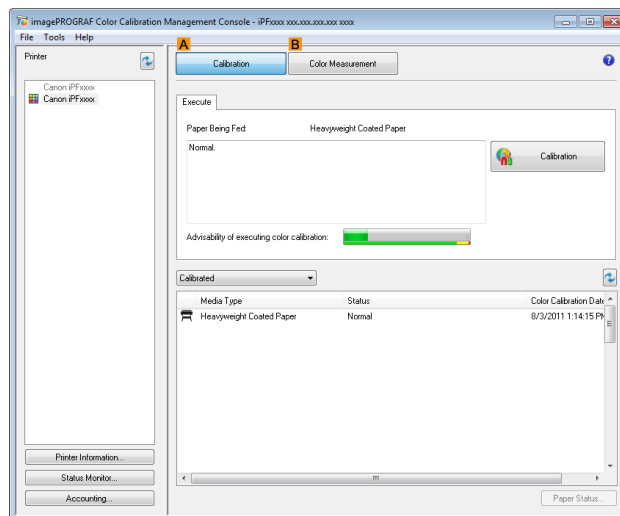 imagePROGRAF Color Calibration Management Console - iPFxxxx xxx.xxx.xxx.xxx xxxx
File Tools Help
Printer
Canon iPFxxxx
Canon iPFxxxx
Printer Information...
Status Monitor...
Accounting...
A
B
Calibration
Color Measurement
Execute
Paper Being Fed: Heavyweight Coated Paper
Normal.
Calibration
Advisability of executing color calibration:
Calibrated
Media Type Status Color Calibration Date
Heavyweight Coated Paper Normal 8/3/2011 1:14:15 PM
Paper Status...